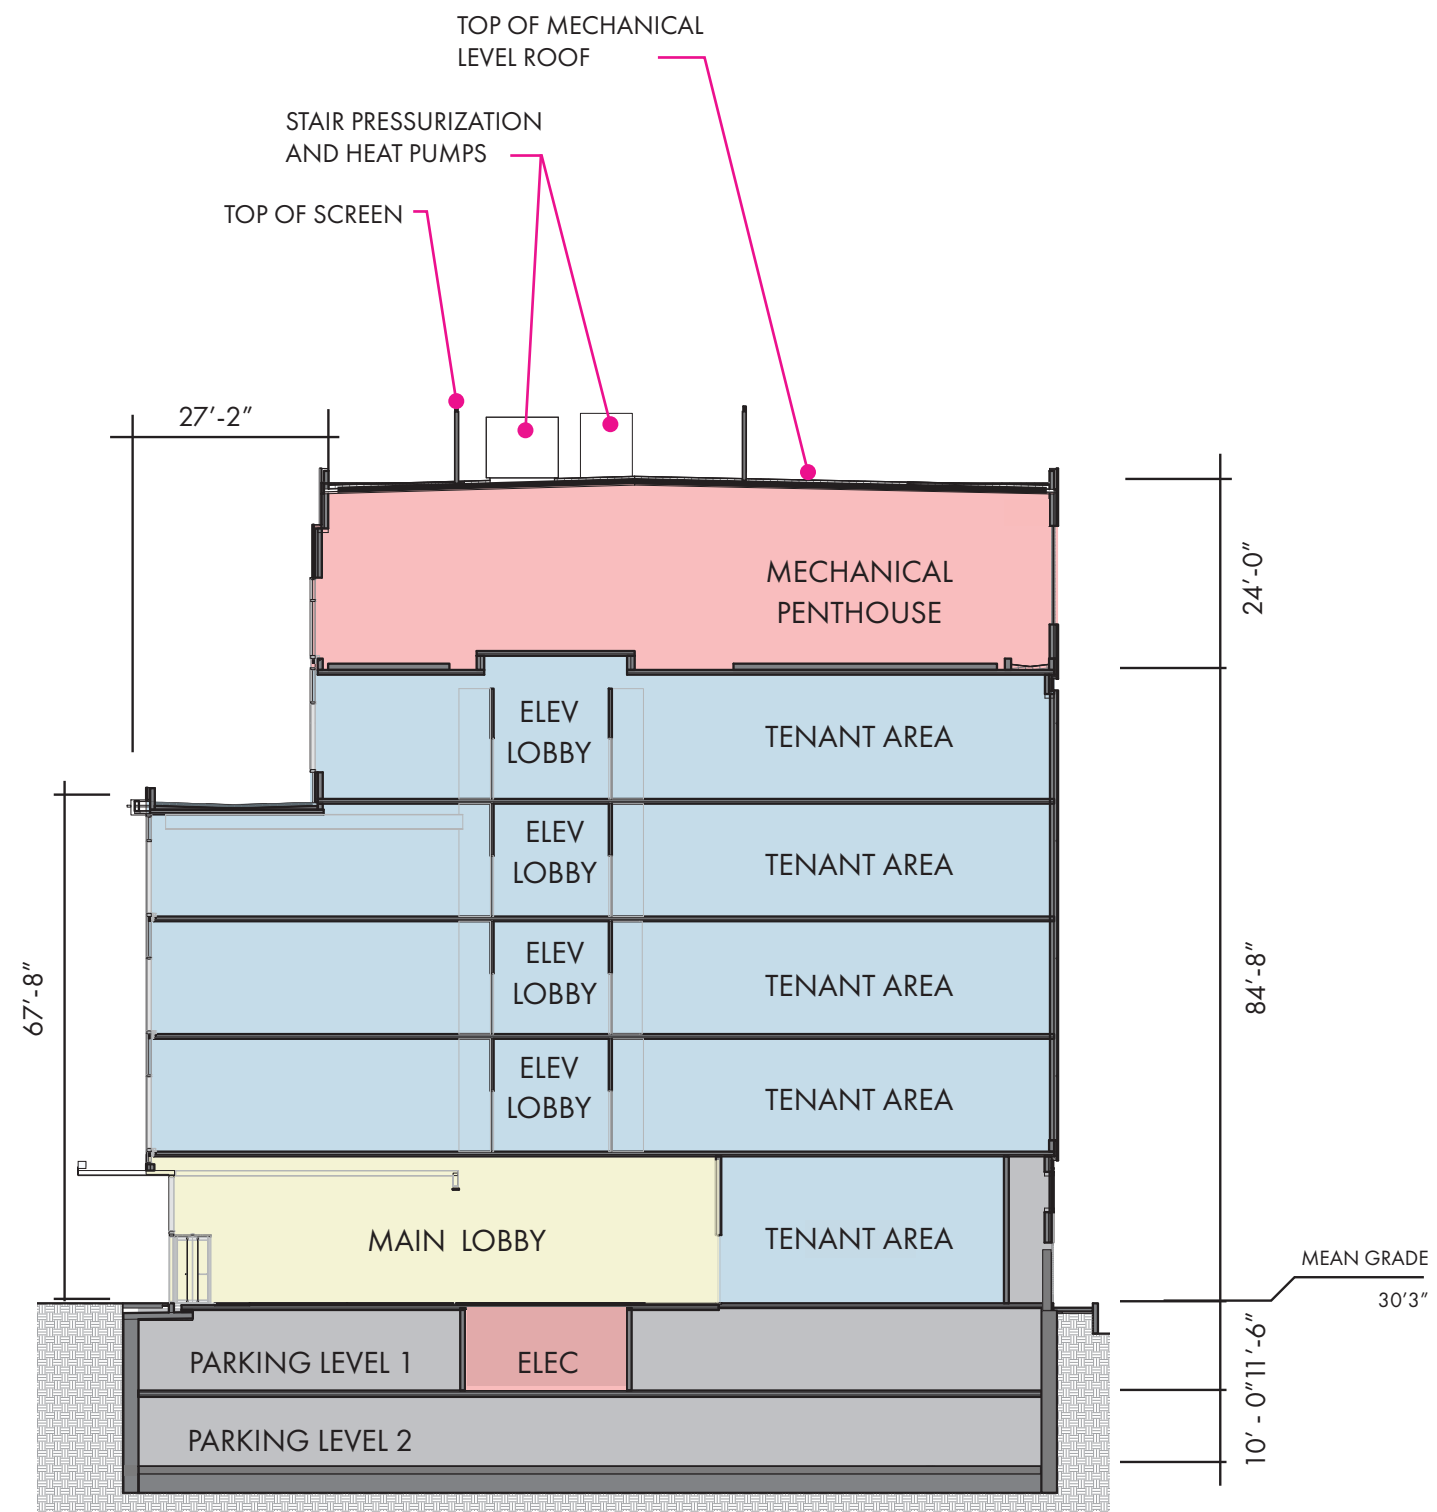 TOP OF MECHANICAL
LEVEL ROOF
STAIR PRESSURIZATION
AND HEAT PUMPS
TOP OF SCREEN
27’-2”
24’-0”
MECHANICAL
PENTHOUSE
ELEV
LOBBY
TENANT AREA
ELEV
LOBBY
TENANT AREA
67’-8”
84’-8”
ELEV
LOBBY
TENANT AREA
ELEV
LOBBY
TENANT AREA
MAIN LOBBY
TENANT AREA
MEAN GRADE
30’3”
PARKING LEVEL 1
ELEC
11’-6”
PARKING LEVEL 2
10’ - 0”